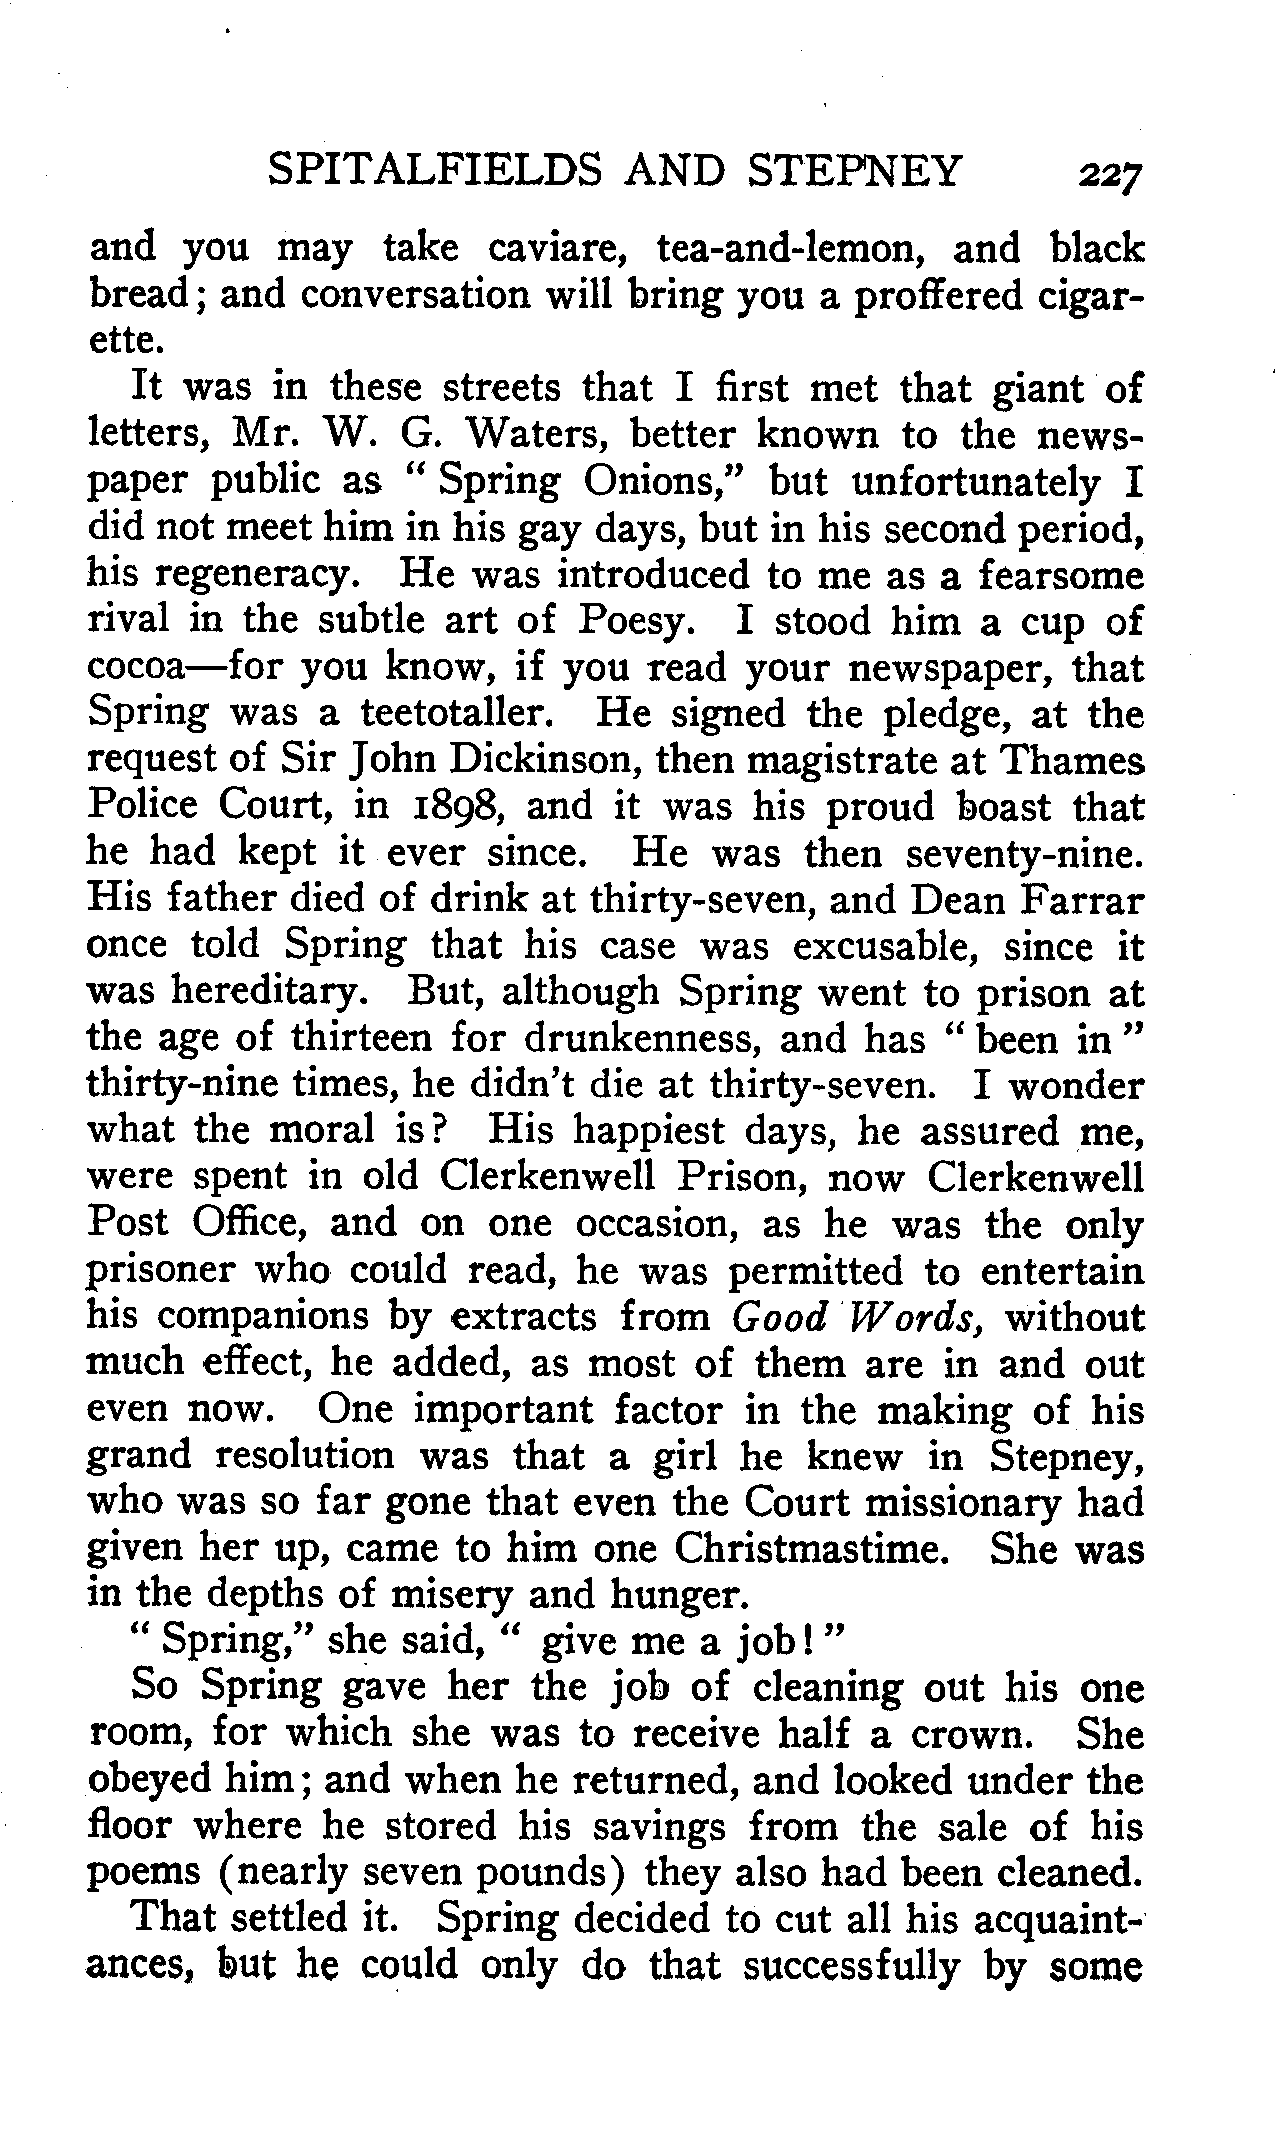 SPITALFIELDS AND STEPNEY 227
and you may take caviare, tea-and-lemon, and black
bread; and conversation will bring you a proffered cigar-
ette.
It was in these streets that I first met that giant of
letters, Mr. W. G. Waters, better known to the news-
paper public as " Spring Onions," but unfortunately I
did not meet him in his gay days, but in his second period,
his regeneracy. He was introduced to me as a fearsome
rival in the subtle art of Poesy. I stood him a cup of
cocoa—for you know, if you read your newspaper, that
Spring was a teetotaller. He signed the pledge, at the
request of Sir John Dickinson, then magistrate at Thames
Police Court, in 1898, and it was his proud boast that
he had kept it ever since. He was then seventy-nine.
His father died of drink at thirty-seven, and Dean Farrar
once told Spring that his case was excusable, since it
was hereditary. But, although Spring went to prison at
the age of thirteen for drunkenness, and has " been in "
thirty-nine times, he didn't die at thirty-seven. I wonder
what the moral is? His happiest days, he assured me,
were spent in old Clerkenwell Prison, now Clerkenwell
Post Office, and on one occasion, as he was the only
prisoner who could read, he was permitted to entertain
his companions by extracts from Good Words, without
much effect, he added, as most of them are in and out
even now. One important factor in the making of his
grand resolution was that a girl he knew in Stepney,
who was so far gone that even the Court missionary had
given her up, came to him one Christmastime. She was
in the depths of misery and hunger.
" Spring," she said, " give me a job! "
So Spring gave her the job of cleaning out his one
room, for which she was to receive half a crown. She
obeyed him; and when he returned, and looked under the
floor where he stored his savings from the sale of his
poems (nearly seven pounds) they also had been cleaned.
That settled it. Spring decided to cut all his acquaint-
ances, but he could only do that successfully by some